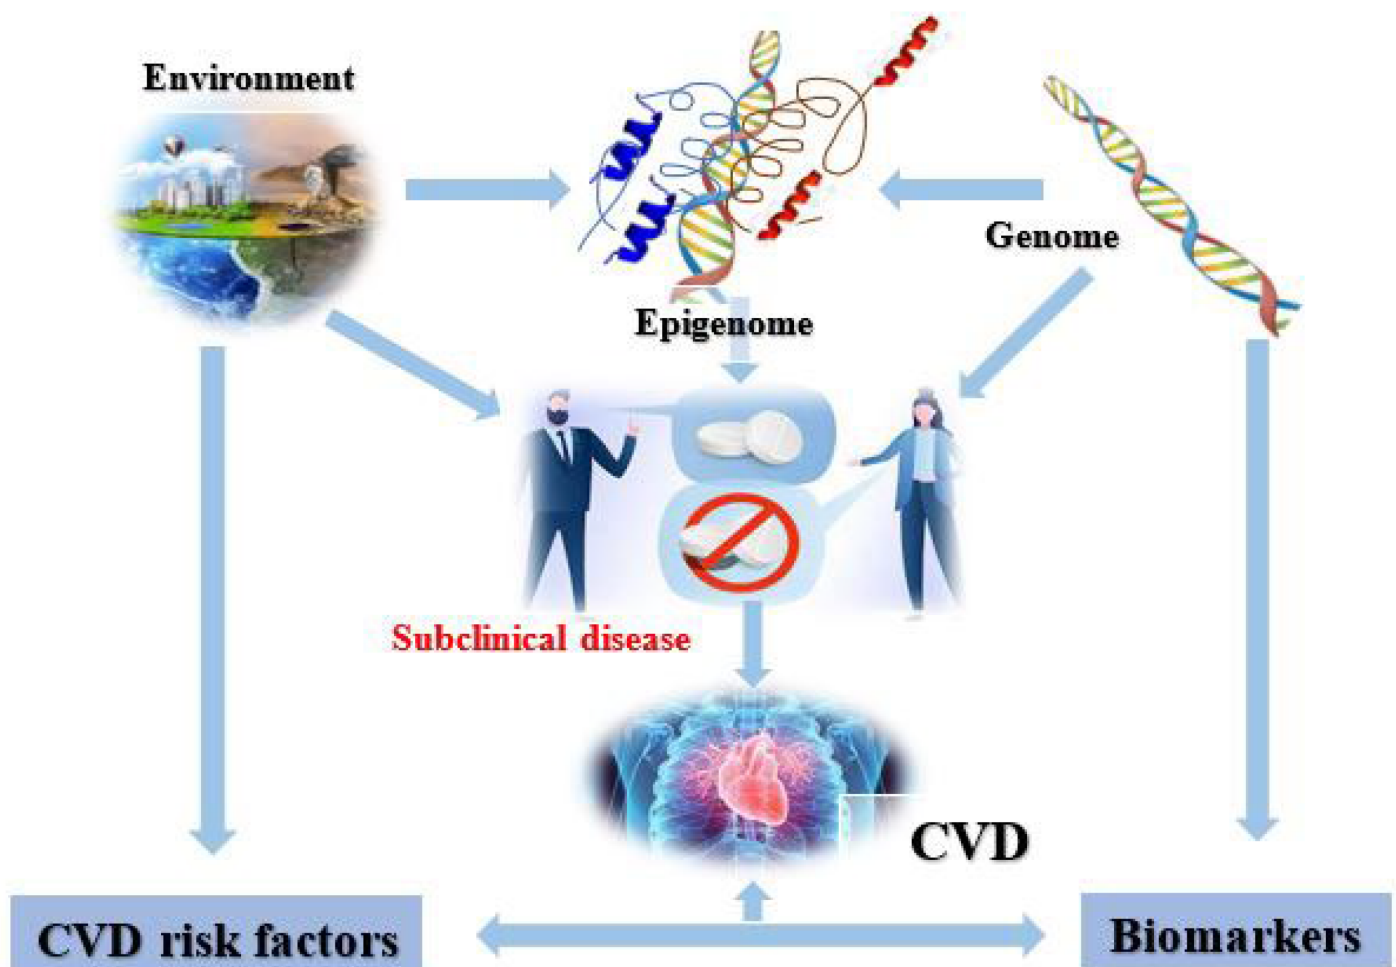 Environment
Genome
Epigenome
Subclinical disease
CVD
CVD risk factors
Biomarkers